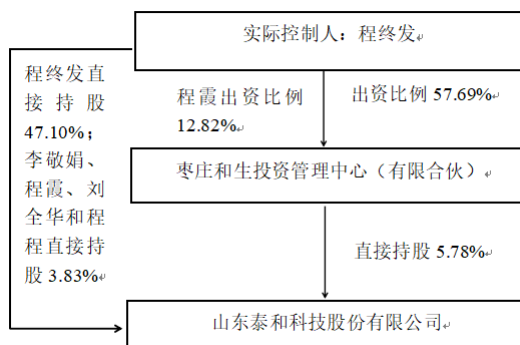 实际控制人：程终发
程终发直
接持股
47.10%；
李敬娟、
程霞、刘
全华和程
程直接持
股 3.83%
程霞出资比例
12.82%
出资比例 57.69%
枣庄和生投资管理中心（有限合伙）
直接持股 5.78%
山东泰和科技股份有限公司